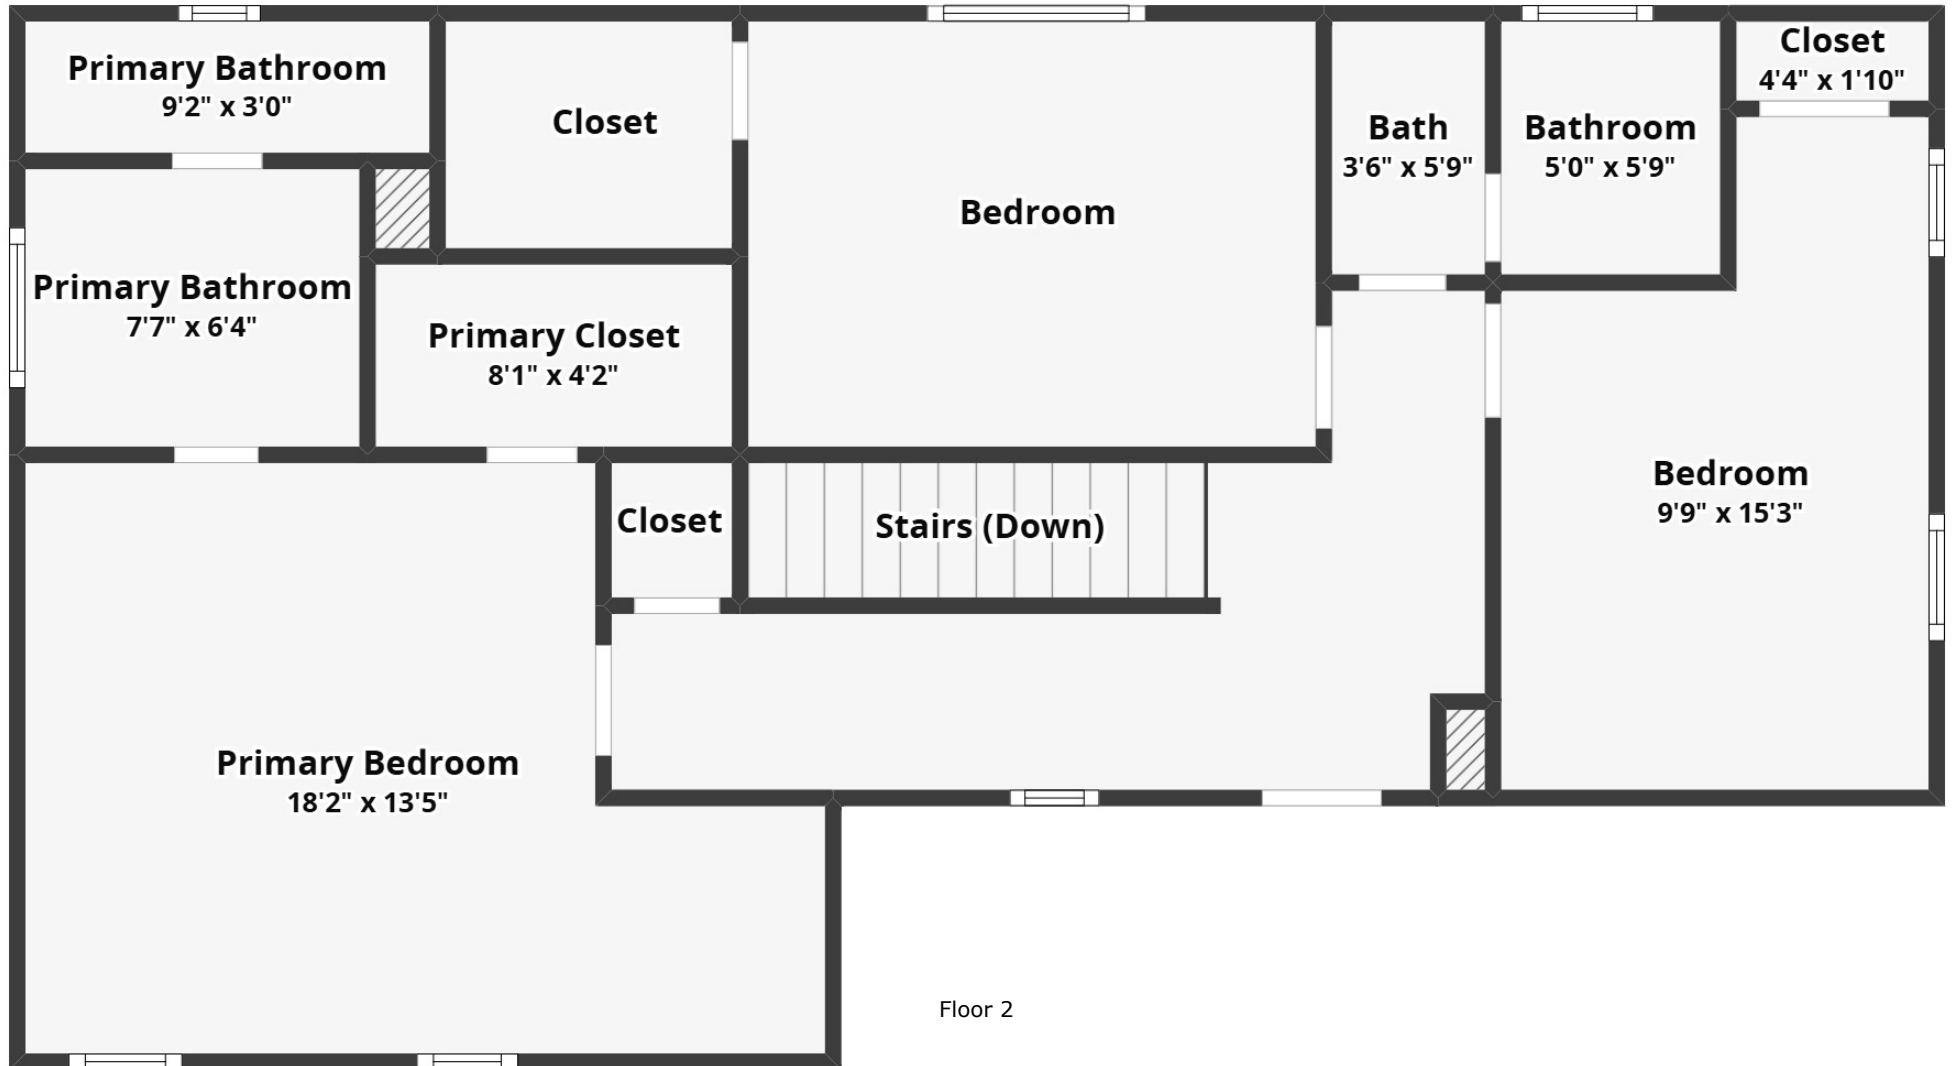 Primary Bathroom
9'2" x 3'0"
Closet
Bedroom
Bath
3'6" x 5'9"
Bathroom
5'0" x 5'9"
Closet
4'4" x 1'10"
Primary Bathroom
7'7" x 6'4"
Primary Closet
8'1" x 4'2"
Closet
Stairs (Down)
Bedroom
9'9" x 15'3"
Primary Bedroom
18'2" x 13'5"
Floor 2